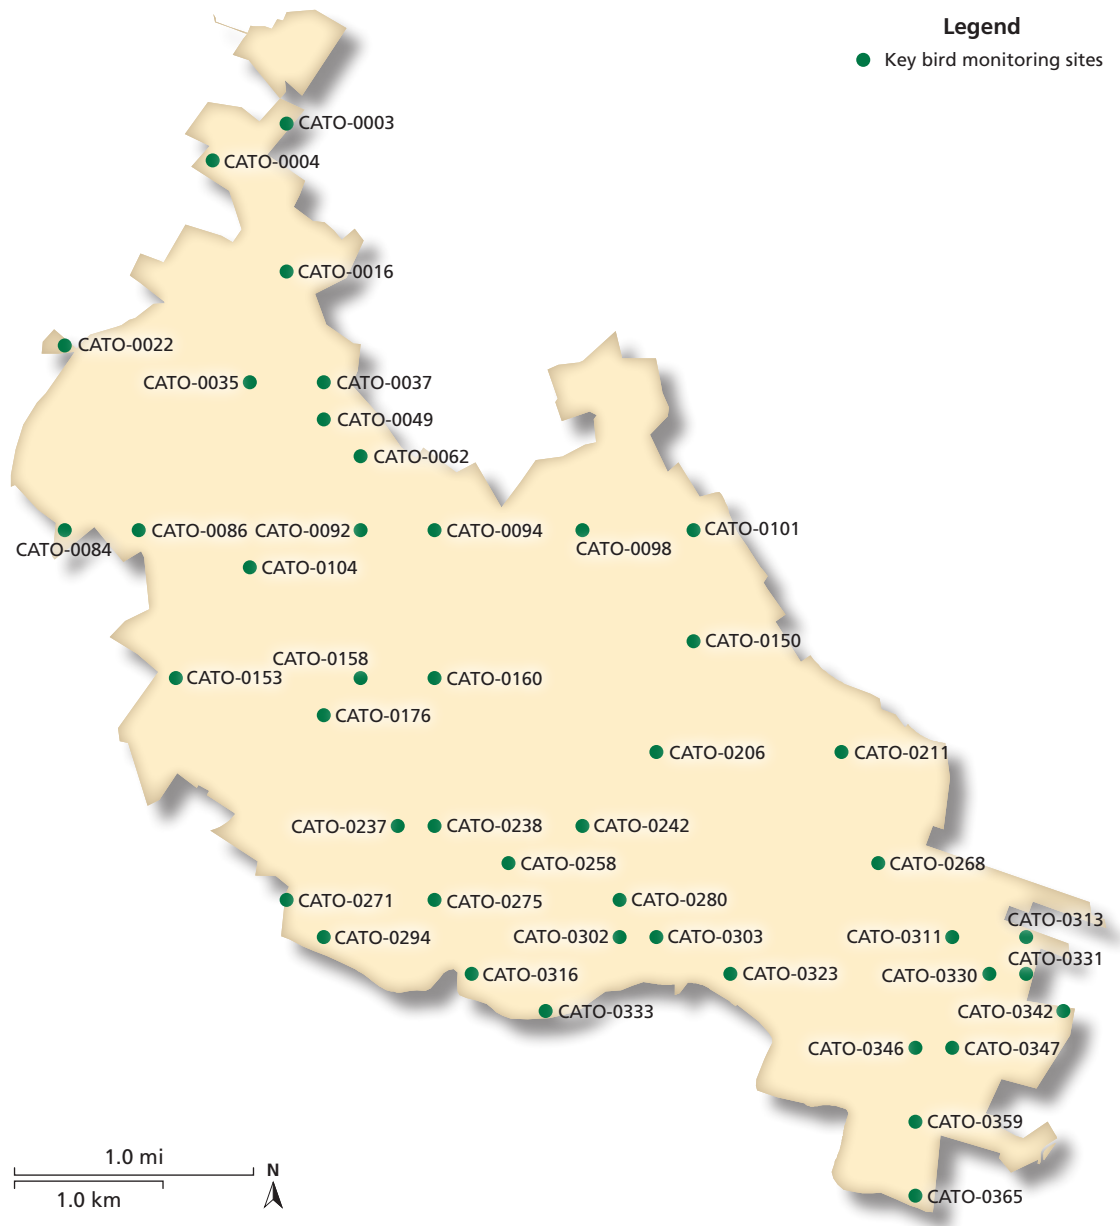 Legend
Key bird monitoring sites
CATO-0003
CATO-0004
CATO-0016
CATO-0022
CATO-0035
CATO-0037
CATO-0049
CATO-0062
CATO-0086
CATO-0092
CATO-0094
CATO-0101
CATO-0084
CATO-0098
CATO-0104
CATO-0150
CATO-0158
CATO-0153
CATO-0160
CATO-0176
CATO-0206
CATO-0211
CATO-0237
CATO-0238
CATO-0242
CATO-0258
CATO-0268
CATO-0271
CATO-0275
CATO-0280
CATO-0313
CATO-0294
CATO-0302
CATO-0303
CATO-0311
CATO-0331
CATO-0316
CATO-0323
CATO-0330
CATO-0333
CATO-0342
CATO-0346
CATO-0347
CATO-0359
CATO-0365
1.0 mi
1.0 km
N